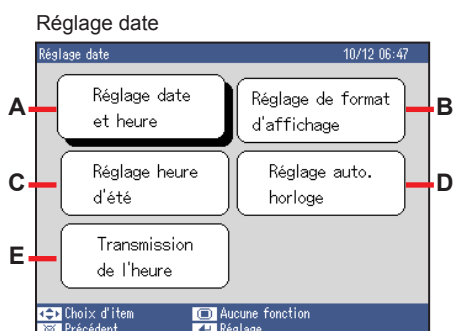 Réglage date
Réglage date 10/12 06:47
A
Réglage date
et heure
B
Réglage de format
d'affichage
C
Réglage heure
d'été
D
Réglage auto.
horloge
E
Transmission
de l'heure
Choix d'item Aucune fonction
Précédent Réglage